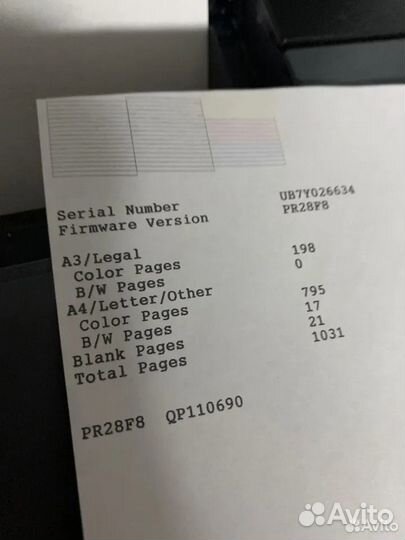 Serial Number UB7Y026634
Firmware Version PR28F8
A3/Legal
Color Pages 198
B/W Pages 0
A4/Letter/Other
Color Pages 795
B/W Pages 17
Blank Pages 21
Total Pages 1031
PR28F8 QP110690
Avito
Avito